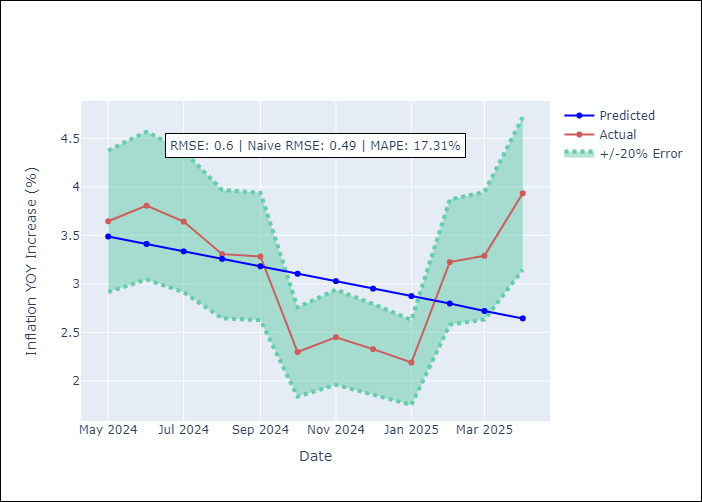 RMSE: 0.6 | Naive RMSE: 0.49 | MAPE: 17.31%
Predicted
Actual
+/-20% Error
Inflation YOY Increase (%)
4.5
4
3.5
3
2.5
2
May 2024
Jul 2024
Sep 2024
Nov 2024
Jan 2025
Mar 2025
Date